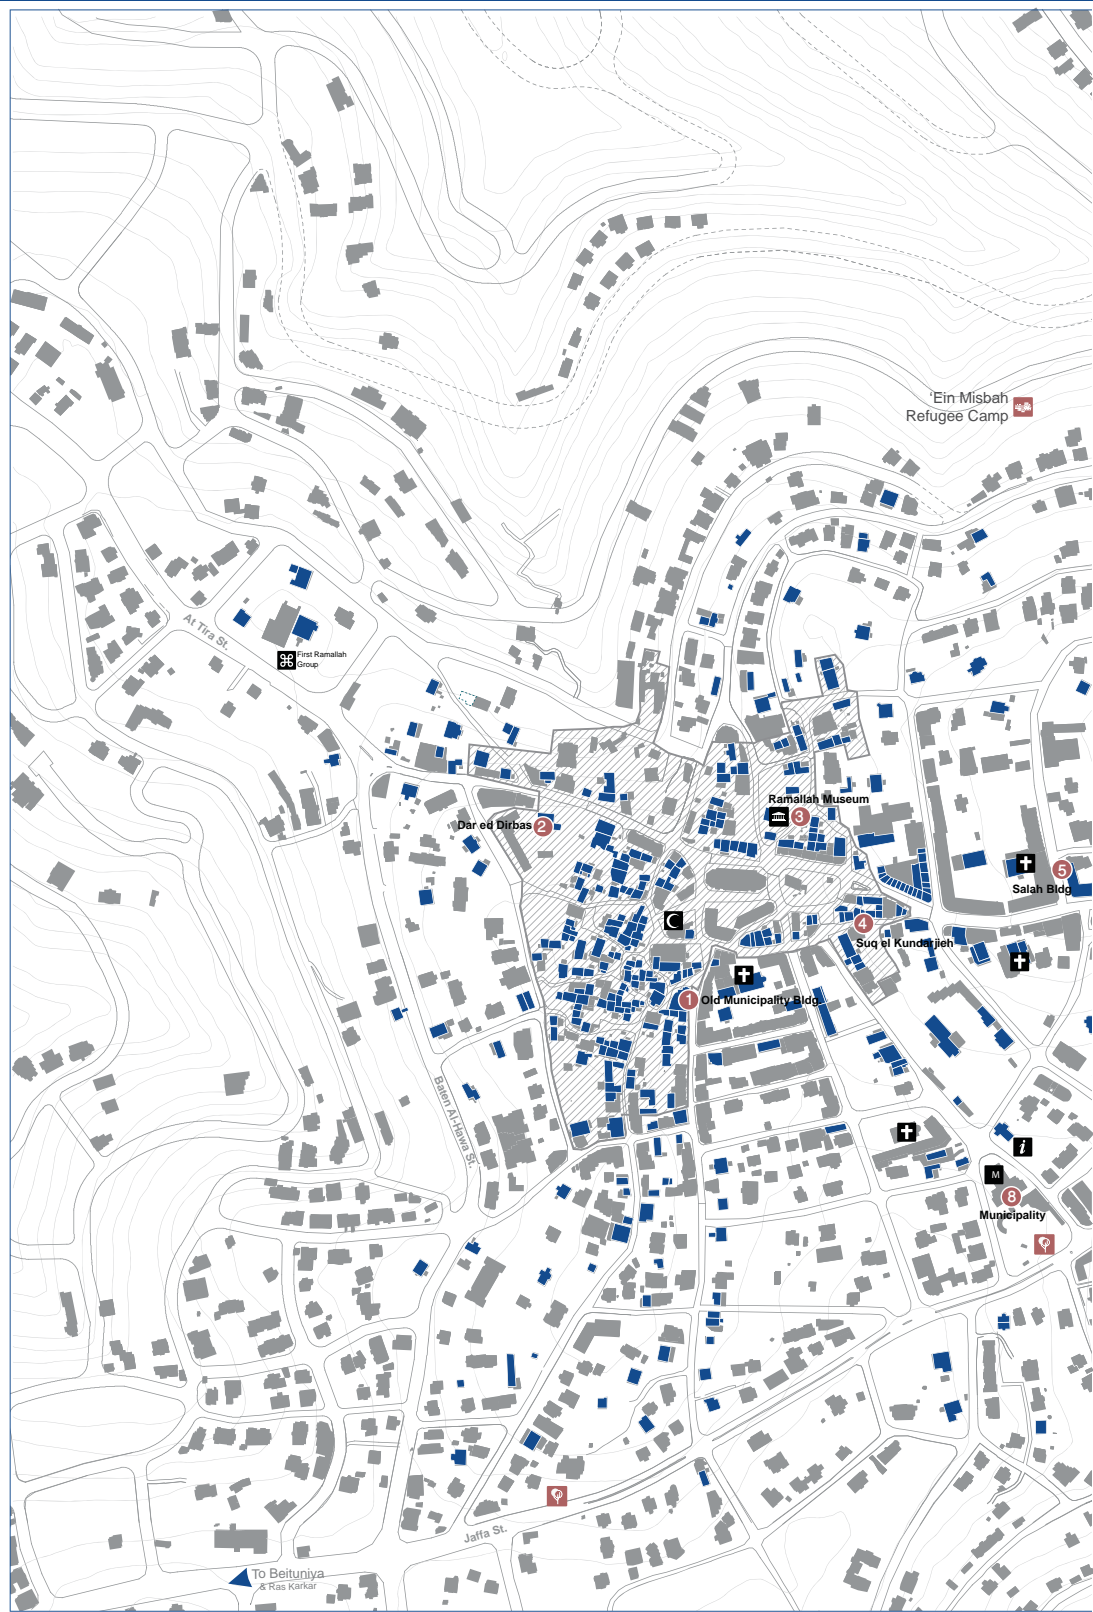 'Ein Misbah
Refugee Camp
At Tira St.
First Ramallah
Group
Ramallah Museum
3
Dar ed Dirbas 2
5
Salah Bldg
4
Suq el Kundarjieh
1 Old Municipality Bldg.
Baten Al-Hawa St.
i
M
8
Municipality
Jaffa St.
To Beituniya
& Ras Karkar